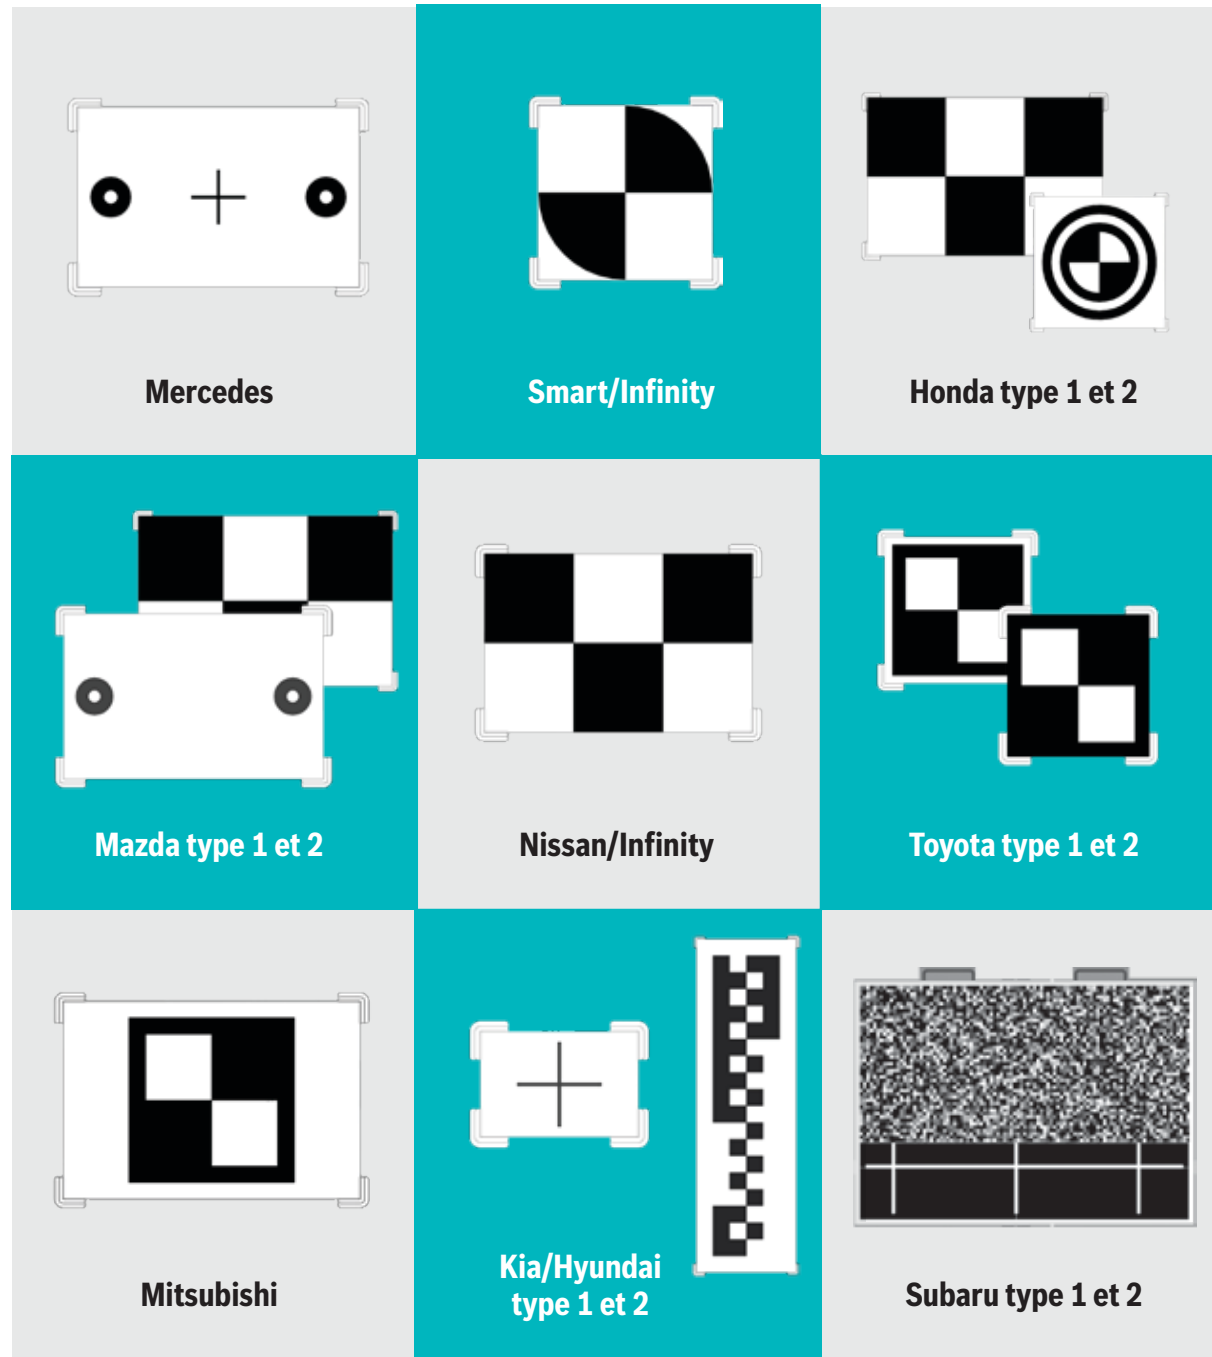 Mercedes
Smart/Infinity
Honda type 1 et 2
Mazda type 1 et 2
Nissan/Infinity
Toyota type 1 et 2
Mitsubishi
Kia/Hyundai
type 1 et 2
Subaru type 1 et 2